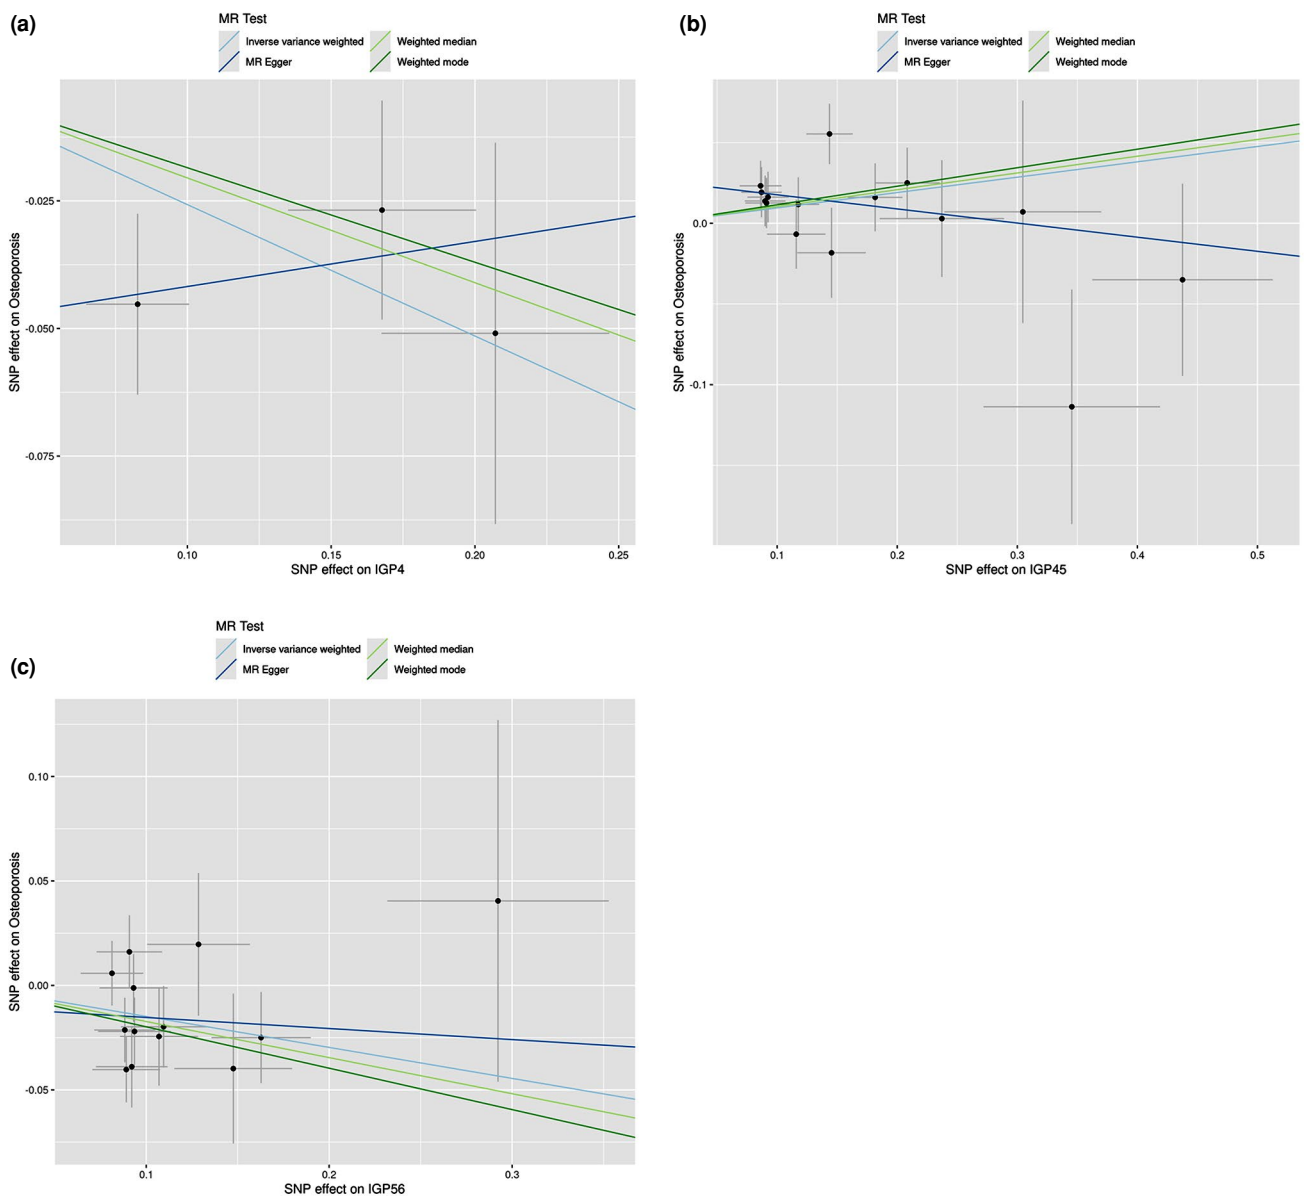 (a)
MR Test
Inverse variance weighted
Weighted median
MR Egger
Weighted mode
SNP effect on Osteoporosis
-0.025
-0.050
-0.075
0.10
0.15
0.20
0.25
SNP effect on IGP4
(b)
MR Test
Inverse variance weighted
Weighted median
MR Egger
Weighted mode
SNP effect on Osteoporosis
0.0
-0.1
0.1
0.2
0.3
0.4
0.5
SNP effect on IGP45
(c)
MR Test
Inverse variance weighted
Weighted median
MR Egger
Weighted mode
SNP effect on Osteoporosis
0.10
0.05
0.00
-0.05
0.1
0.2
0.3
SNP effect on IGP56